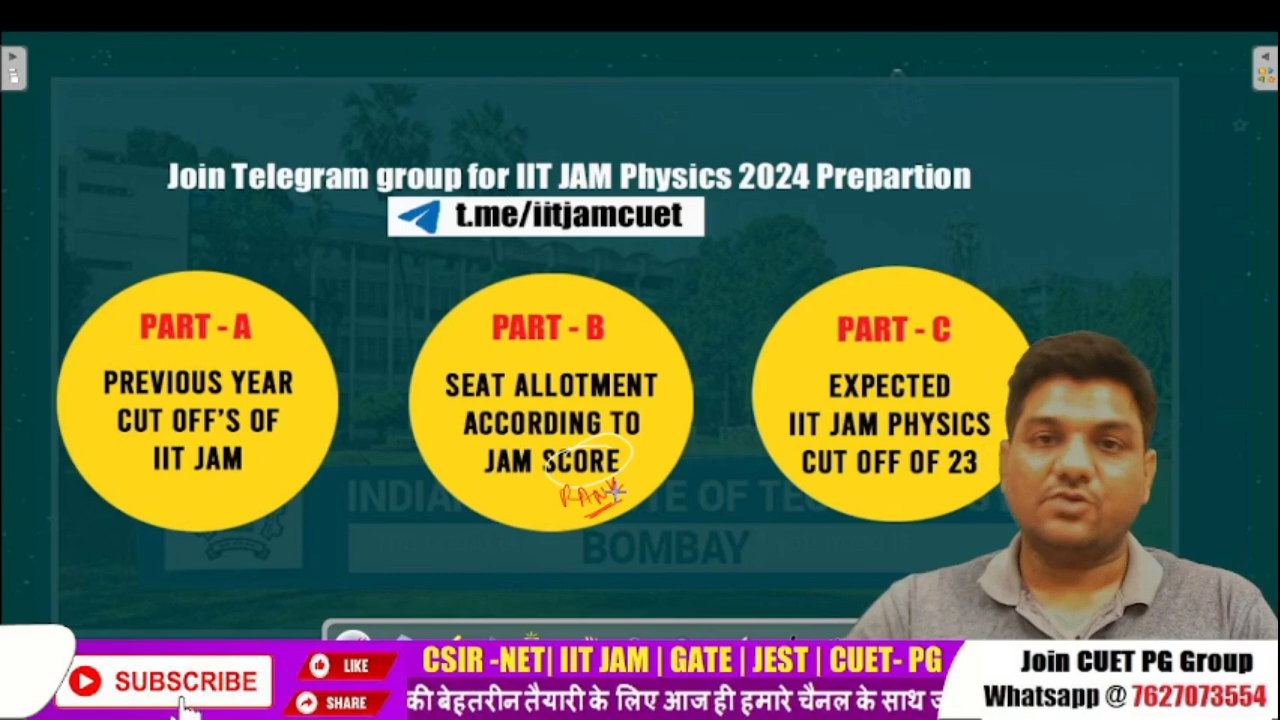 Join Telegram group for IIT JAM Physics 2024 Prepartion
t.me/iitjamcuet
PART - A
PREVIOUS YEAR
CUT OFF'S OF
IIT JAM
PART - B
SEAT ALLOTMENT
ACCORDING TO
JAM SCORE
RANK
PART - C
EXPECTED
IIT JAM PHYSICS
CUT OFF OF 23
BOMBAY
SUBSCRIBE
LIKE
SHARE
CSIR -NET| IIT JAM | GATE | JEST | CUET- PG
की बेहतरीन तैयारी के लिए आज ही हमारे चैनल के साथ
Join CUET PG Group
Whatsapp @ 7627073554